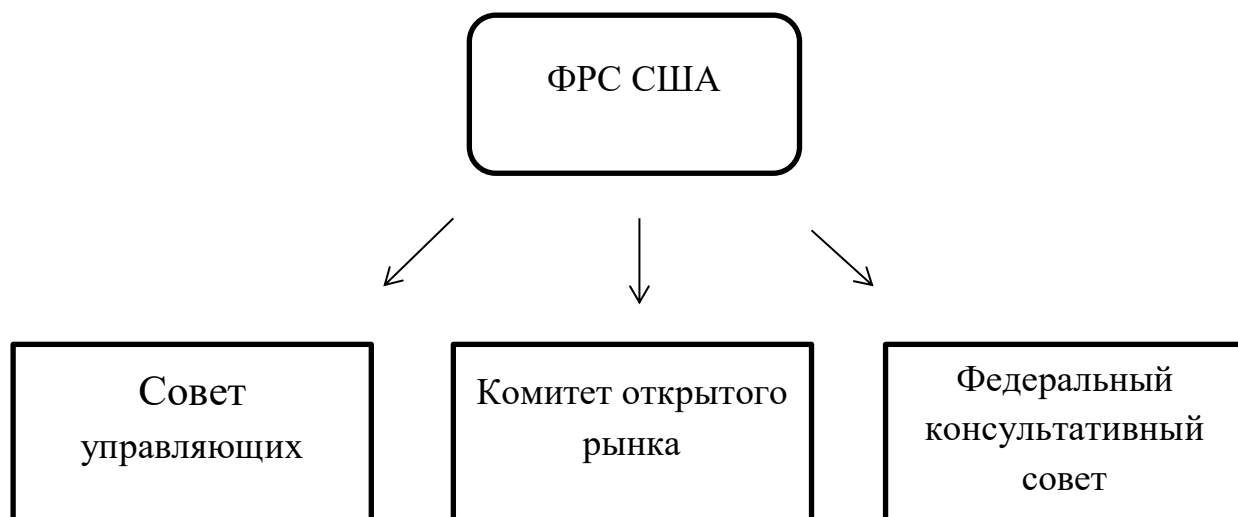 ФРС США
Совет
управляющих
Комитет открытого
рынка
Федеральный
консультативный
совет